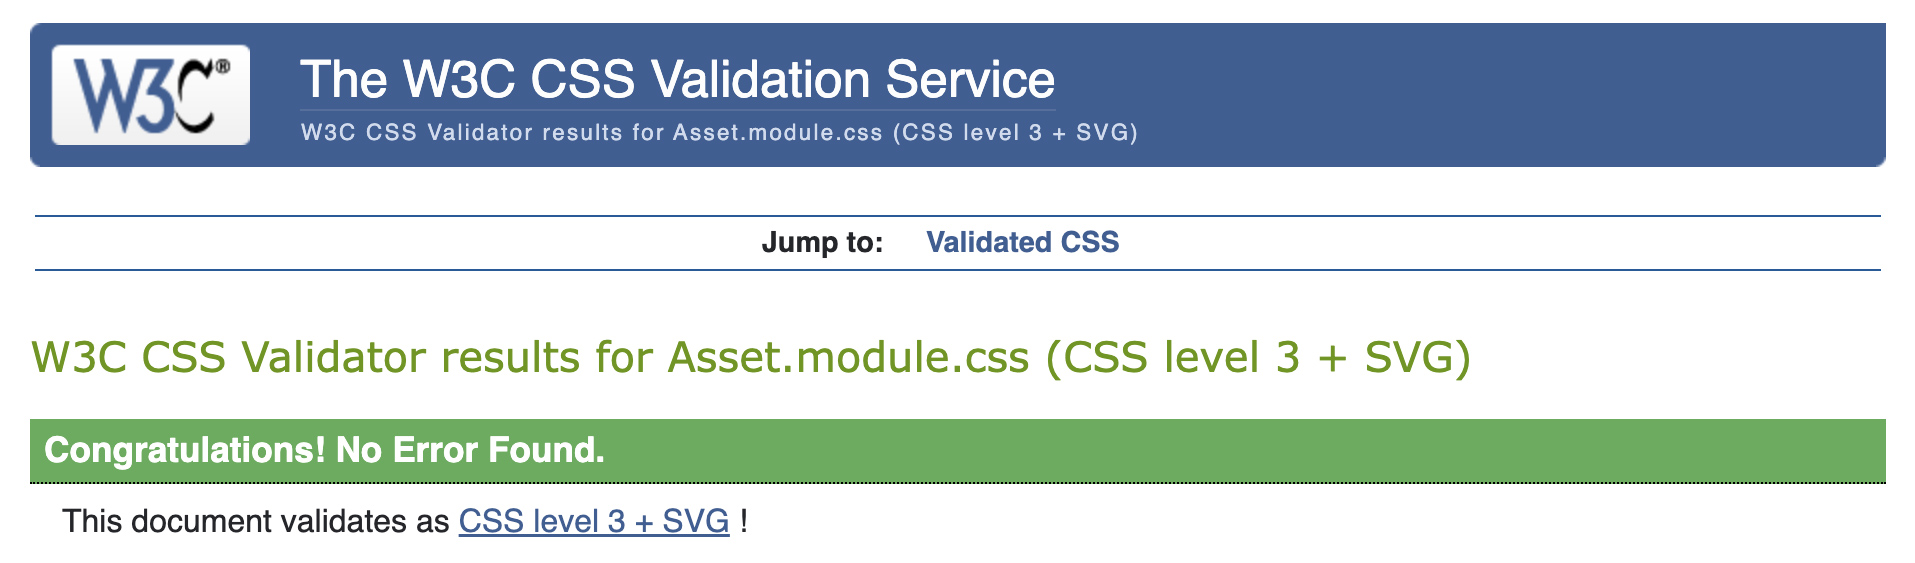 W3C®
The W3C CSS Validation Service
W3C CSS Validator results for Asset.module.css (CSS level 3 + SVG)
Jump to: Validated CSS
W3C CSS Validator results for Asset.module.css (CSS level 3 + SVG)
Congratulations! No Error Found.
This document validates as CSS level 3 + SVG !